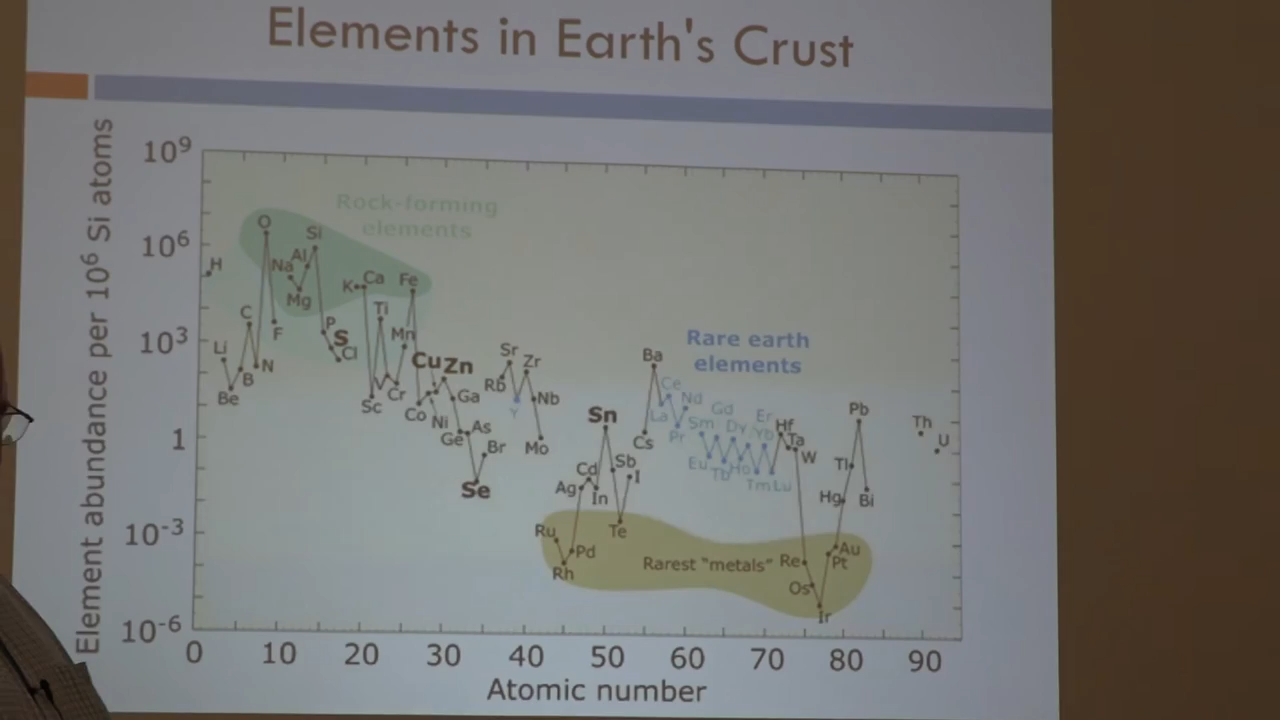 Elements in Earth's Crust
Element abundance per 10⁶ Si atoms
10⁹
10⁶
10³
1
10⁻³
10⁻⁶
Rock-forming
elements
Rare earth
elements
Rarest "metals"
H
Li
Be
B
C
N
O
F
Na
Mg
Al
Si
P
S
Cl
K
Ca
Sc
Ti
Cr
Mn
Fe
Co
Ni
Cu
Zn
Ga
Ge
As
Se
Br
Rb
Sr
Y
Zr
Nb
Mo
Ru
Rh
Pd
Ag
Cd
In
Sn
Sb
Te
I
Cs
Ba
La
Ce
Pr
Nd
Sm
Eu
Gd
Tb
Dy
Ho
Er
Tm
Yb
Lu
Hf
Ta
W
Re
Os
Ir
Pt
Au
Hg
Tl
Pb
Bi
Th
U
0 10 20 30 40 50 60 70 80 90
Atomic number